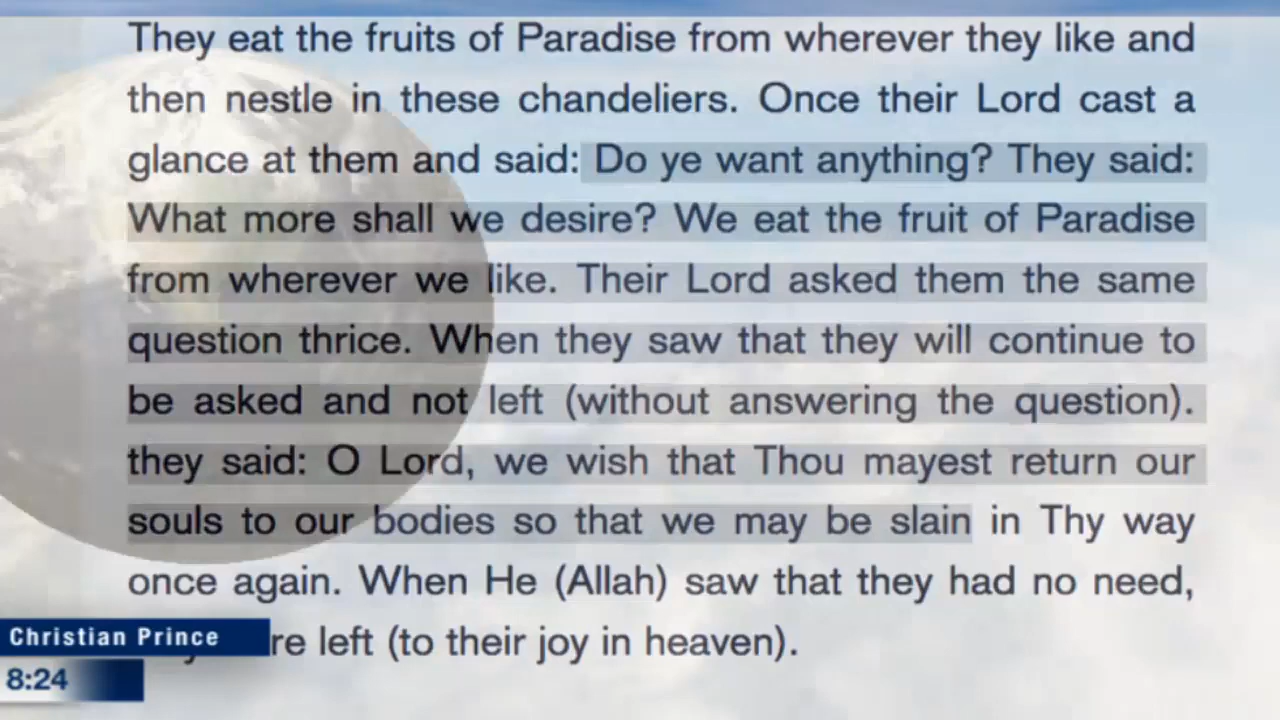 They eat the fruits of Paradise from wherever they like and
then nestle in these chandeliers. Once their Lord cast a
glance at them and said: Do ye want anything? They said:
What more shall we desire? We eat the fruit of Paradise
from wherever we like. Their Lord asked them the same
question thrice. When they saw that they will continue to
be asked and not left (without answering the question).
they said: O Lord, we wish that Thou mayest return our
souls to our bodies so that we may be slain in Thy way
once again. When He (Allah) saw that they had no need,
left (to their joy in heaven).
Christian Prince
8:24